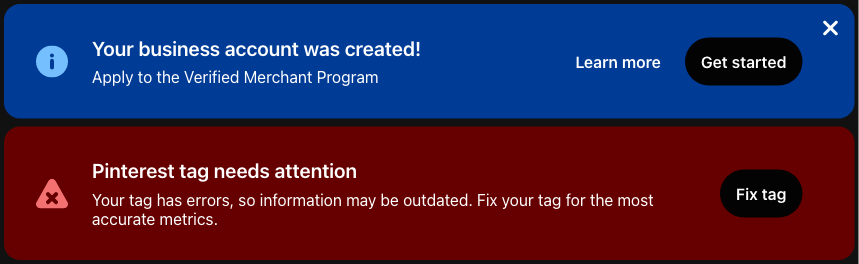 Your business account was created!
Apply to the Verified Merchant Program
Learn more
Get started
Pinterest tag needs attention
Your tag has errors, so information may be outdated. Fix your tag for the most
accurate metrics.
Fix tag